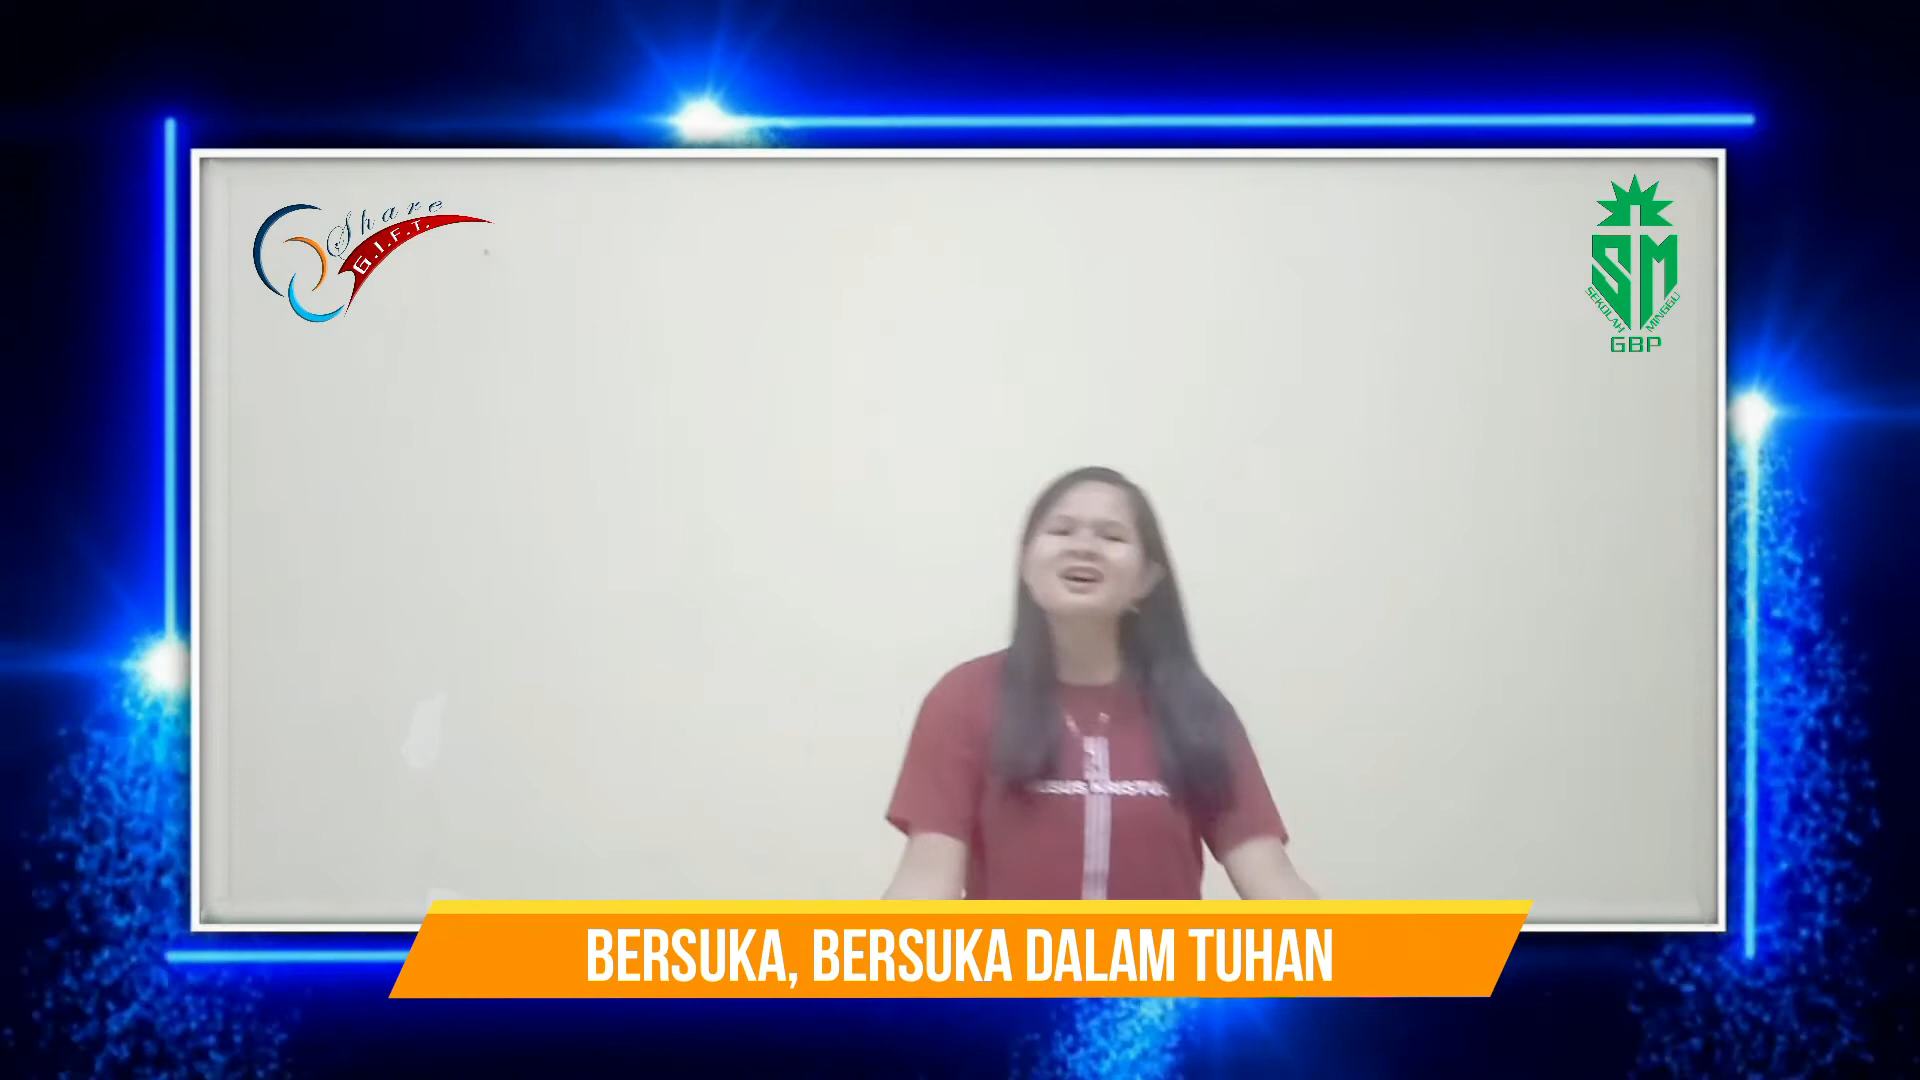 Share
G.I.F.T.
SM
SEKOLAH MINGGU
GBP
BERSUKA, BERSUKA DALAM TUHAN